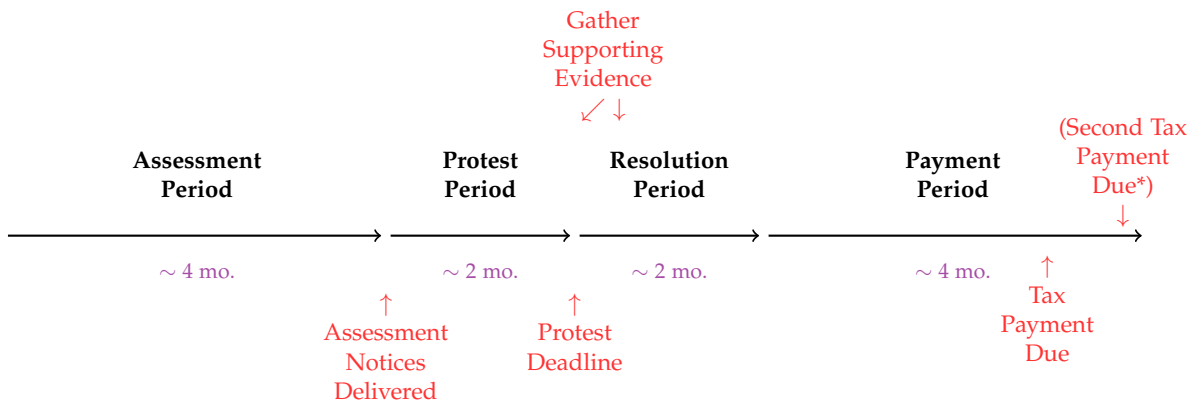 Gather
Supporting
Evidence
↙ ↓
(Second Tax
Payment
Due*)
↓
Assessment
Period
Protest
Period
Resolution
Period
Payment
Period
∼ 4 mo.
∼ 2 mo.
∼ 2 mo.
∼ 4 mo.
↑
Assessment
Notices
Delivered
↑
Protest
Deadline
↑
Tax
Payment
Due